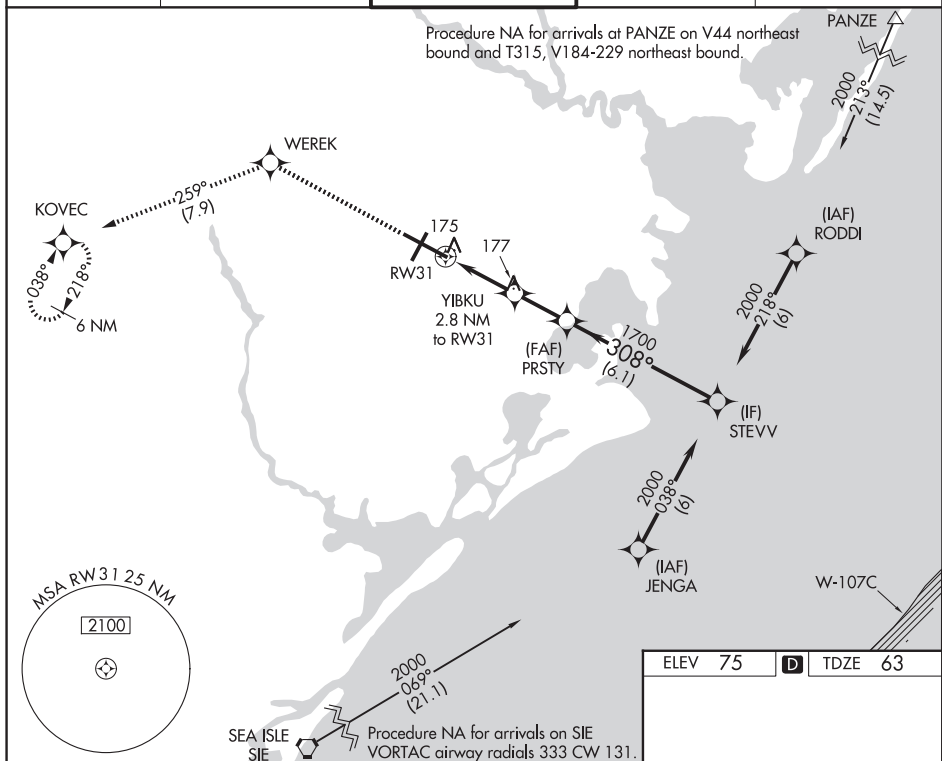 Procedure NA for arrivals at PANZE on V44 northeast
bound and T315, V184-229 northeast bound.
PANZE
2000
213°
(14.5)
WEREK
259°
(7.9)
KOVEC
038°
218°
6 NM
175
RW31
177
YIBKU
2.8 NM
to RW31
(FAF)
PRSTY
1700
308°
(6.1)
(IAF)
RODDI
2000
218°
(6)
(IF)
STEVV
2000
038°
(6)
(IAF)
JENGA
W-107C
MSA RW31 25 NM
2100
2000
069°
(21.1)
SEA ISLE
SIE
Procedure NA for arrivals on SIE
VORTAC airway radials 333 CW 131.
ELEV 75 D TDZE 63